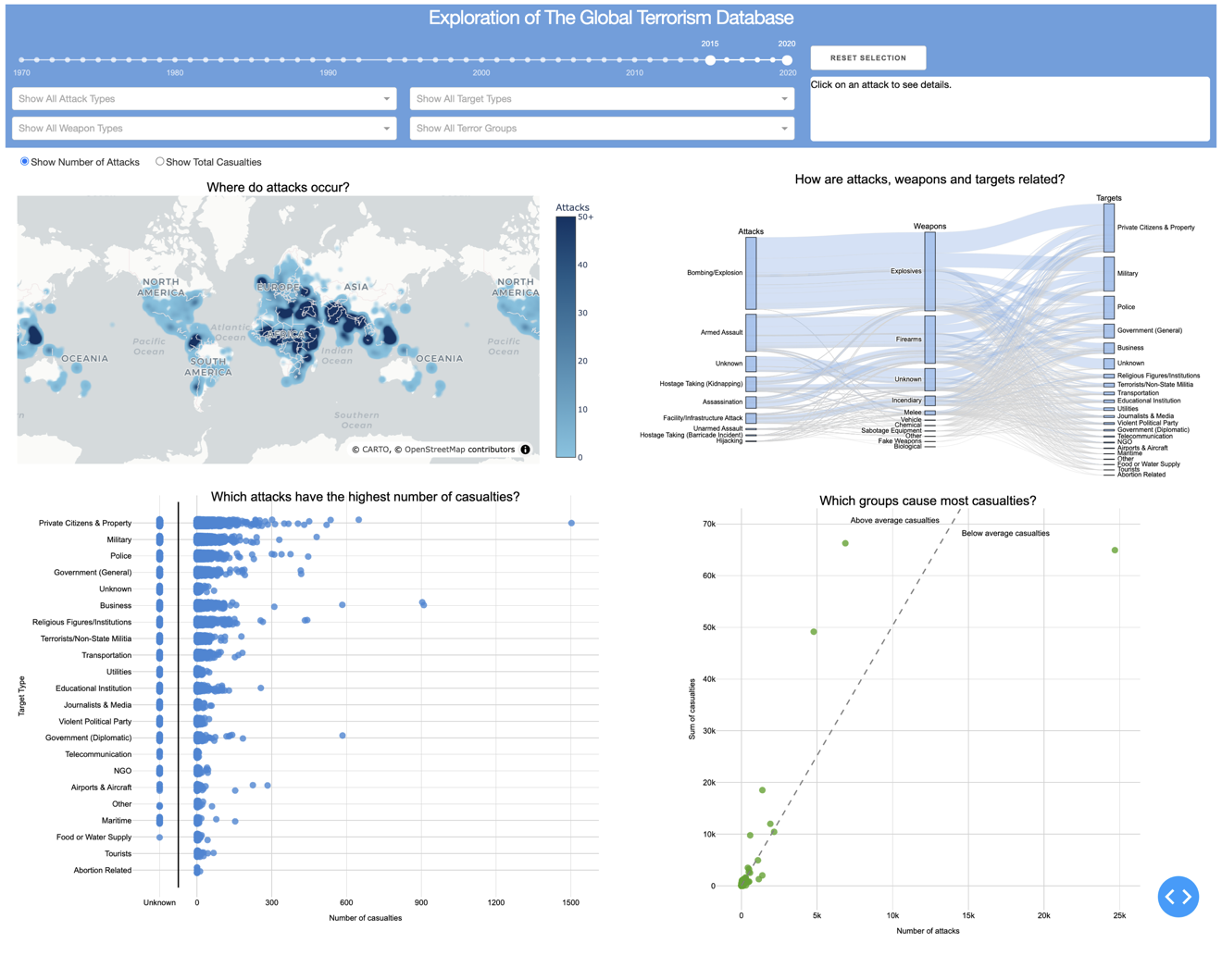 Exploration of The Global Terrorism Database
2015 2020
1970 1980 1990 2000 2010 2020
RESET SELECTION
Show All Attack Types
Show All Target Types
Click on an attack to see details.
Show All Weapon Types
Show All Terror Groups
Show Number of Attacks
Show Total Casualties
Where do attacks occur?
Attacks
50+
40
30
20
10
0
NORTH
AMERICA
EUROPE
ASIA
NORTH
AMERICA
Atlantic
Ocean
AFRICA
Pacific
Ocean
OCEANIA
SOUTH
AMERICA
Indian
Ocean
OCEANIA
Pacific
Ocean
Southern
Ocean
© CARTO, © OpenStreetMap contributors
How are attacks, weapons and targets related?
Attacks
Bombing/Explosion
Armed Assault
Unknown
Hostage Taking (Kidnapping)
Assassination
Facility/Infrastructure Attack
Unarmed Assault
Hostage Taking (Barricade Incident)
Hijacking
Weapons
Explosives
Firearms
Unknown
Incendiary
Melee
Vehicle
Chemical
Sabotage Equipment
Other
Fake Weapons
Biological
Targets
Private Citizens & Property
Military
Police
Government (General)
Business
Unknown
Religious Figures/Institutions
Terrorists/Non-State Militia
Transportation
Educational Institution
Utilities
Journalists & Media
Violent Political Party
Government (Diplomatic)
Telecommunication
NGO
Airports & Aircraft
Maritime
Other
Food or Water Supply
Tourists
Abortion Related
Which attacks have the highest number of casualties?
Target Type
Private Citizens & Property
Military
Police
Government (General)
Unknown
Business
Religious Figures/Institutions
Terrorists/Non-State Militia
Transportation
Utilities
Educational Institution
Journalists & Media
Violent Political Party
Government (Diplomatic)
Telecommunication
NGO
Airports & Aircraft
Other
Maritime
Food or Water Supply
Tourists
Abortion Related
Unknown 0 300 600 900 1200 1500
Number of casualties
Which groups cause most casualties?
Above average casualties
Below average casualties
Sum of casualties
70k
60k
50k
40k
30k
20k
10k
0
0 5k 10k 15k 20k 25k
Number of attacks